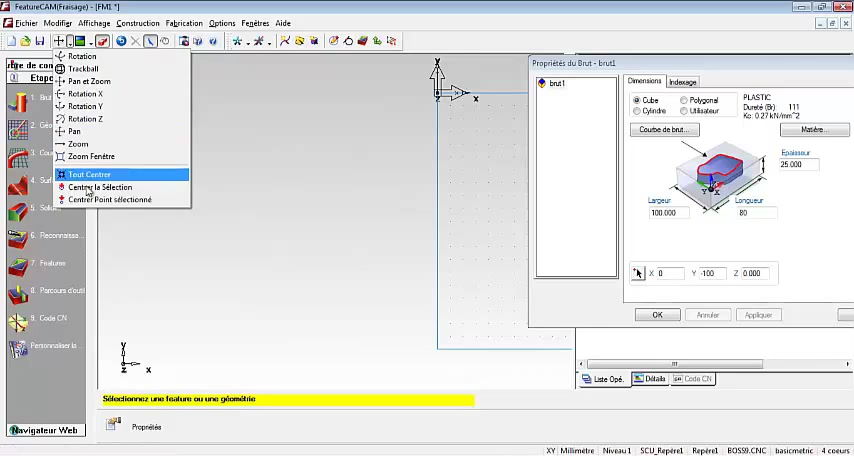 FeatureCAM(Fraisage) - [FM1 *]
Fichier Modifier Affichage Construction Fabrication Options Fenêtres Aide
Rotation
Trackball
Pan et Zoom
Rotation X
Rotation Y
Rotation Z
Pan
Zoom
Zoom Fenêtre
Tout Centrer
Centrer la Sélection
Centrer Point sélectionné
Etape
1. Brut
2. Géo
3. Cou
4. Surf
5. Solid
6. Reconnaissa...
7. Features
8. Parcours d'outi
9. Code CN
Personnaliser la
Navigateur Web
Y
Z X
Y
Z X
Propriétés du Brut - brut1
brut1
Dimensions Indexage
Cube Polygonal
Cylindre Utilisateur
PLASTIC
Dureté (Br): 111
Kc: 0.27 kN/mm^2
Courbe de brut... Matière...
Epaisseur
25.000
Y X
Largeur Longueur
100.000 80
X 0 Y -100 Z 0.000
OK Annuler Appliquer
Liste Opé. Détails Code CN
Sélectionnez une feature ou une géométrie
Propriétés
XY Millimètre Niveau 1 SCU_Repère1 Repère1 BOSS9.CNC basicmetric 4 coeurs